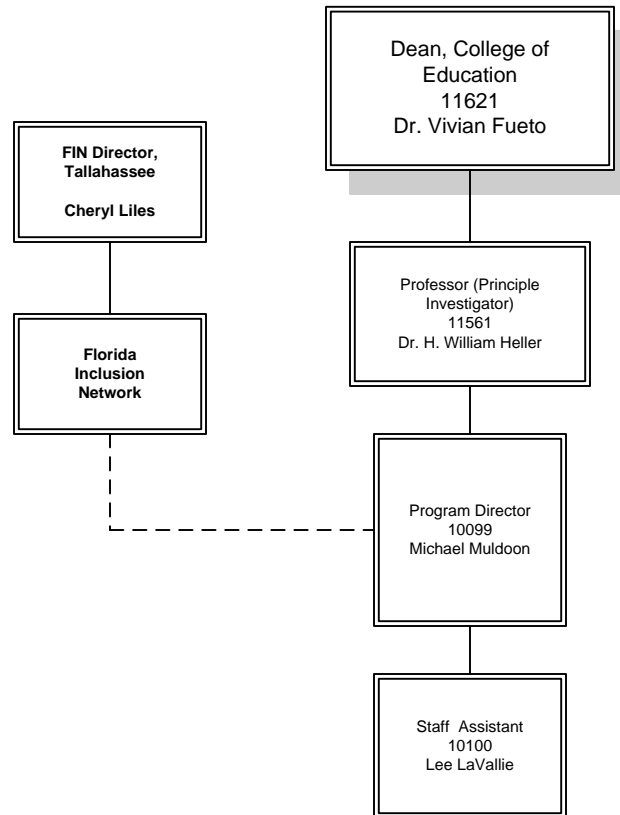 Dean, College of
Education
11621
Dr. Vivian Fueto
FIN Director,
Tallahassee
Cheryl Liles
Professor (Principle
Investigator)
11561
Dr. H. William Heller
Florida
Inclusion
Network
Program Director
10099
Michael Muldoon
Staff Assistant
10100
Lee LaVallie